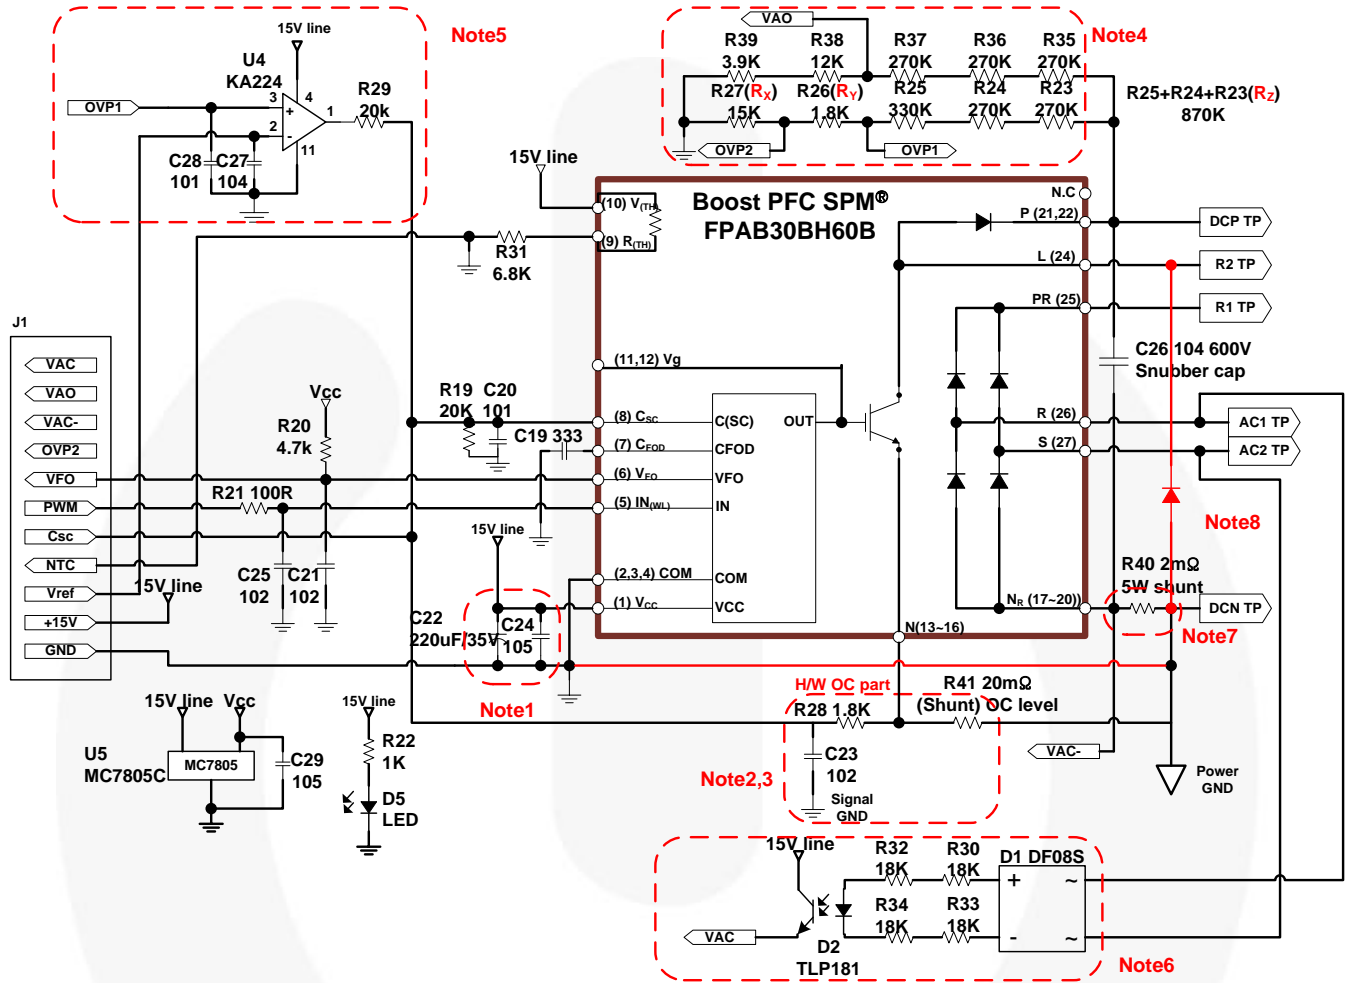 15V line
Note5
U4
KA224
R29
20k
OVP1
3
4
1
2
11
+
-
C28
101
C27
104
VAO
Note4
R39
3.9K
R38
12K
R37
270K
R36
270K
R35
270K
R27(RX)
15K
R26(RY)
1.8K
R25
330K
R24
270K
R23
270K
R25+R24+R23(RZ)
870K
OVP2
OVP1
15V line
Boost PFC SPM®
FPAB30BH60B
N.C
(10) V(TH)
(9) R(TH)
P (21,22)
DCP TP
R31
6.8K
L (24)
R2 TP
PR (25)
R1 TP
J1
VAC
VAO
VAC-
OVP2
VFO
PWM
Csc
NTC
Vref
+15V
GND
Vcc
R20
4.7k
R19
20K
C20
101
C19 333
R21 100R
(11,12) Vg
(8) CSC
(7) CFOD
(6) VFO
(5) IN(WL)
(2,3,4) COM
(1) VCC
C(SC)
CFOD
VFO
IN
COM
VCC
OUT
C26 104 600V
Snubber cap
R (26)
AC1 TP
S (27)
AC2 TP
Note8
R40 2mΩ
5W shunt
NR (17~20))
DCN TP
Note7
N(13~16)
C25
102
C21
102
15V line
15V line
C22
220uF/35V
C24
105
Note1
H/W OC part
R28 1.8K
R41 20mΩ
(Shunt) OC level
C23
102
Note2,3
Signal
GND
VAC-
Power
GND
15V line
Vcc
U5
MC7805C
MC7805
C29
105
15V line
R22
1K
D5
LED
15V line
R32
18K
R30
18K
D1 DF08S
+
~
R34
18K
R33
18K
-
~
VAC
D2
TLP181
Note6